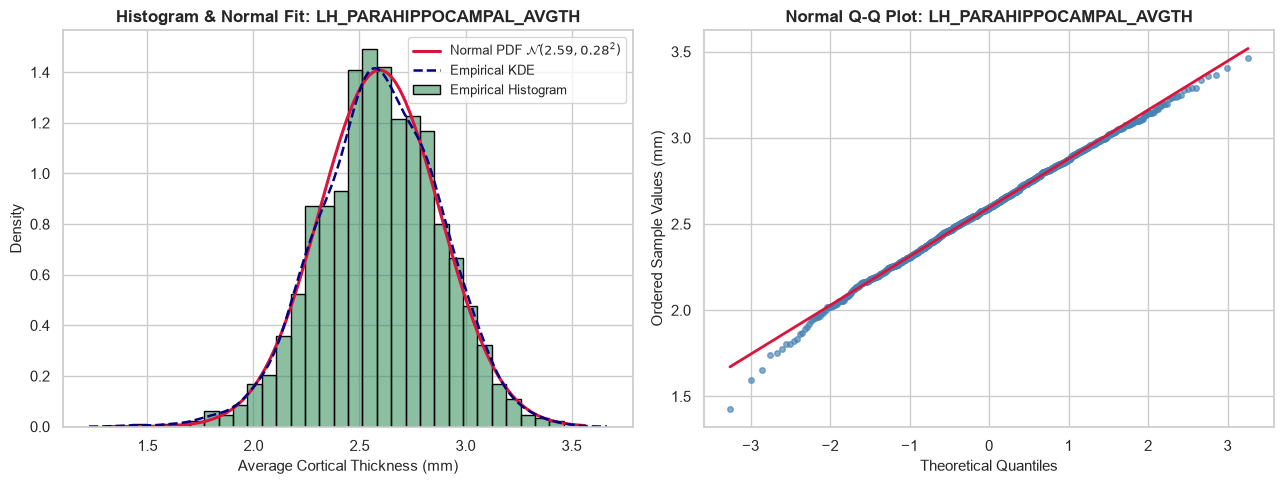 Histogram & Normal Fit: LH_PARAHIPPOCAMPAL_AVGTH
Normal PDF 𝒩(2.59, 0.28²)
Empirical KDE
Empirical Histogram
Density
1.4
1.2
1.0
0.8
0.6
0.4
0.2
0.0
1.5 2.0 2.5 3.0 3.5
Average Cortical Thickness (mm)
Normal Q-Q Plot: LH_PARAHIPPOCAMPAL_AVGTH
Ordered Sample Values (mm)
3.5
3.0
2.5
2.0
1.5
−3 −2 −1 0 1 2 3
Theoretical Quantiles